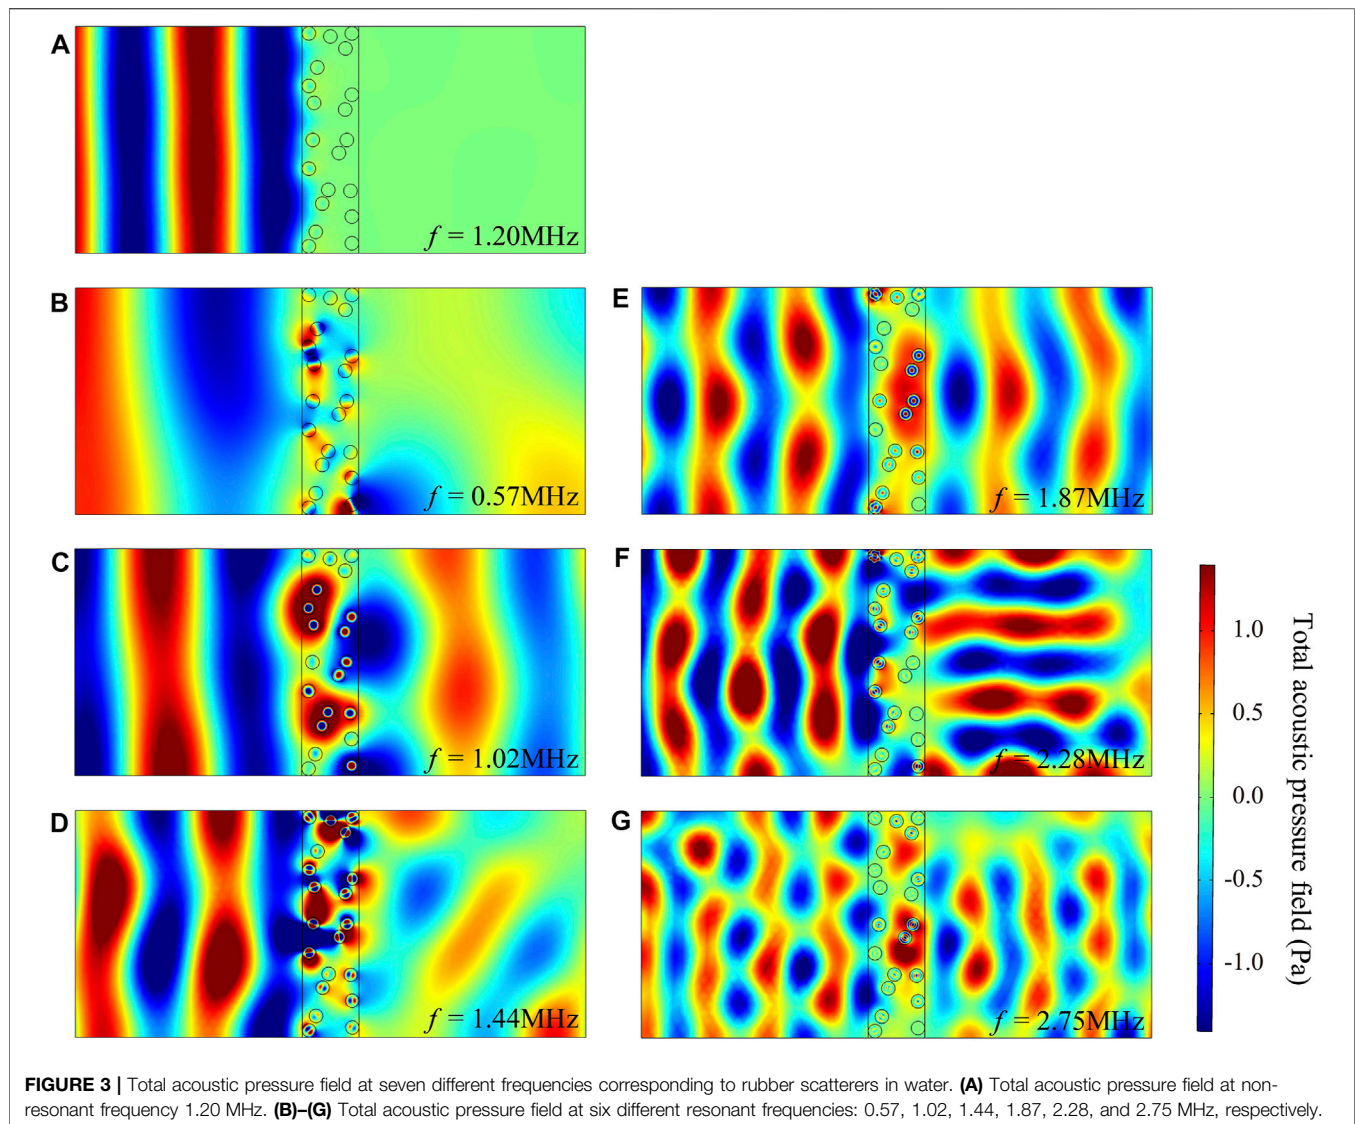 A
f = 1.20MHz
B
f = 0.57MHz
C
f = 1.02MHz
D
f = 1.44MHz
E
f = 1.87MHz
F
f = 2.28MHz
G
f = 2.75MHz
1.0
0.5
0.0
-0.5
-1.0
Total acoustic pressure field (Pa)
FIGURE 3 | Total acoustic pressure field at seven different frequencies corresponding to rubber scatterers in water. (A) Total acoustic pressure field at non-
resonant frequency 1.20 MHz. (B)–(G) Total acoustic pressure field at six different resonant frequencies: 0.57, 1.02, 1.44, 1.87, 2.28, and 2.75 MHz, respectively.